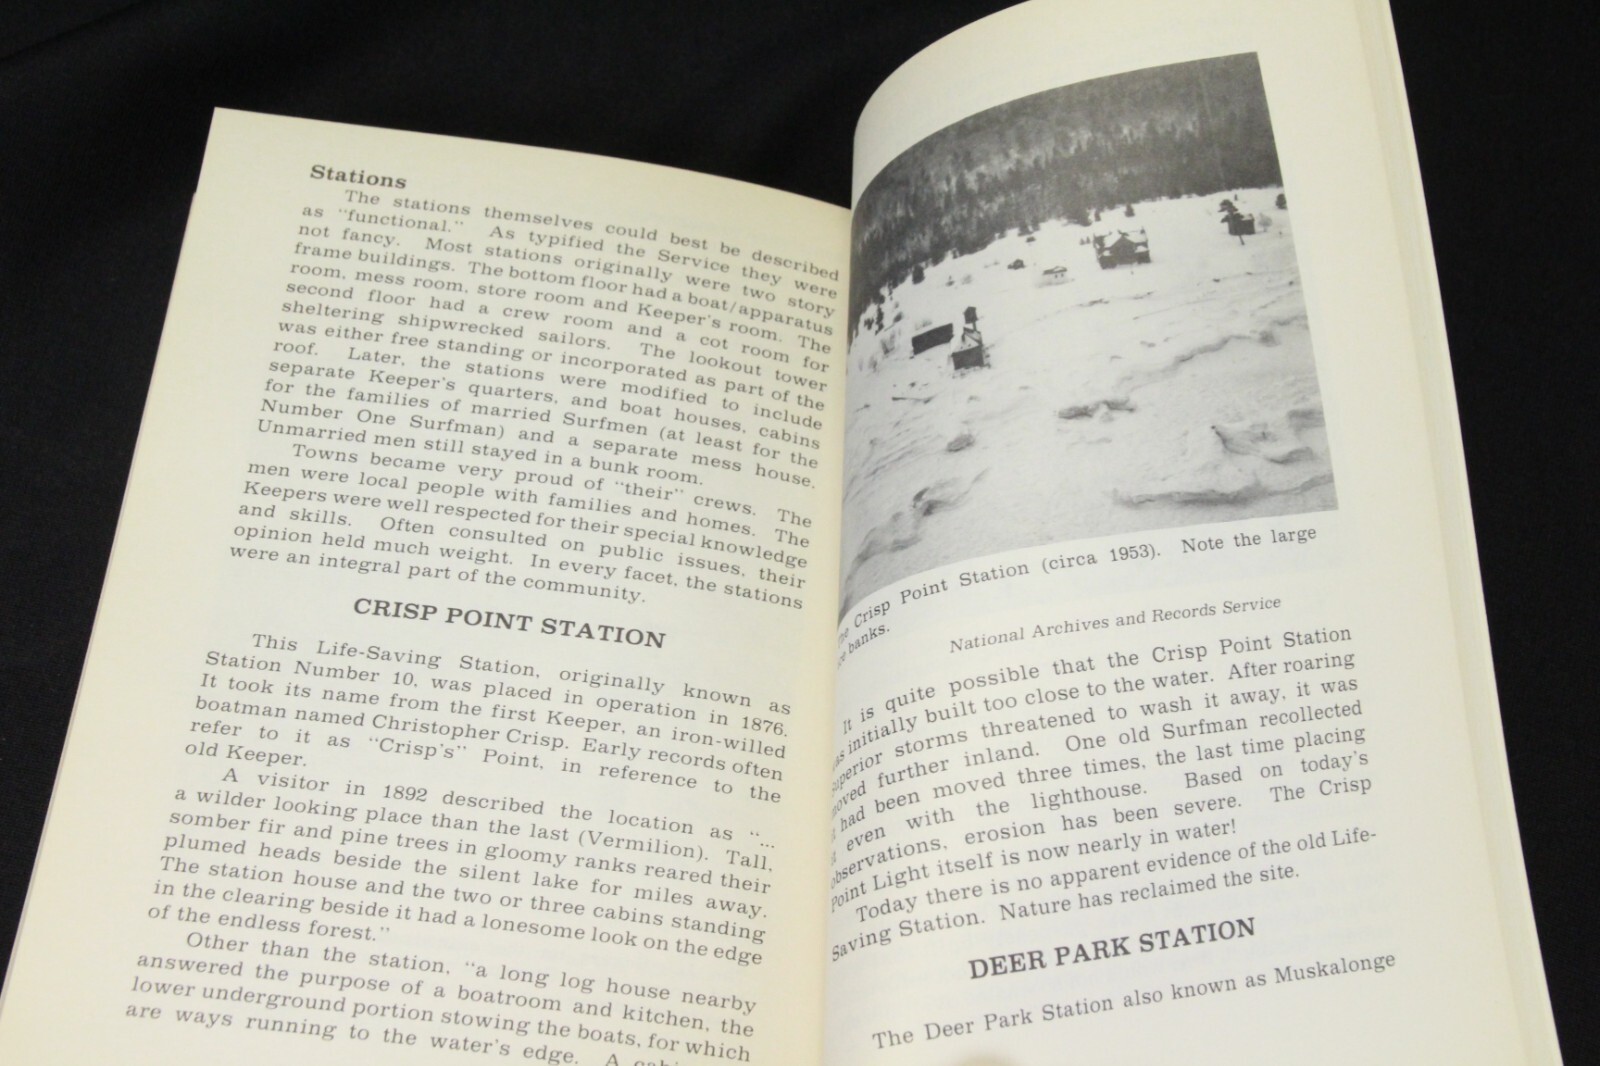 Stations
The stations themselves could best be described
as "functional." As typified the Service they were
not fancy. Most stations originally were two story
frame buildings. The bottom floor had a boat/apparatus
room, mess room, store room and Keeper's room. The
second floor had a crew room and a cot room for
sheltering shipwrecked sailors. The lookout tower
was either free standing or incorporated as part of the
roof. Later, the stations were modified to include
separate Keeper's quarters, and boat houses, cabins
for the families of married Surfmen (at least for the
Number One Surfman) and a separate mess house.
Unmarried men still stayed in a bunk room.
Towns became very proud of "their" crews. The
men were local people with families and homes. The
Keepers were well respected for their special knowledge
and skills. Often consulted on public issues, their
opinion held much weight. In every facet, the stations
were an integral part of the community.
CRISP POINT STATION
This Life-Saving Station, originally known as
Station Number 10, was placed in operation in 1876.
It took its name from the first Keeper, an iron-willed
boatman named Christopher Crisp. Early records often
refer to it as "Crisp's" Point, in reference to the
old Keeper.
A visitor in 1892 described the location as "...
a wilder looking place than the last (Vermilion). Tall,
somber fir and pine trees in gloomy ranks reared their
plumed heads beside the silent lake for miles away.
The station house and the two or three cabins standing
in the clearing beside it had a lonesome look on the edge
of the endless forest."
Other than the station, "a long log house nearby
answered the purpose of a boatroom and kitchen, the
lower underground portion stowing the boats, for which
are ways running to the water's edge. A
Crisp Point Station (circa 1953). Note the large
banks.
National Archives and Records Service
It is quite possible that the Crisp Point Station
initially built too close to the water. After roaring
storms threatened to wash it away, it was
further inland. One old Surfman recollected
had been moved three times, the last time placing
even with the lighthouse. Based on today's
observations, erosion has been severe. The Crisp
Point Light itself is now nearly in water!
Today there is no apparent evidence of the old Life-
Saving Station. Nature has reclaimed the site.
DEER PARK STATION
The Deer Park Station also known as Muskalonge